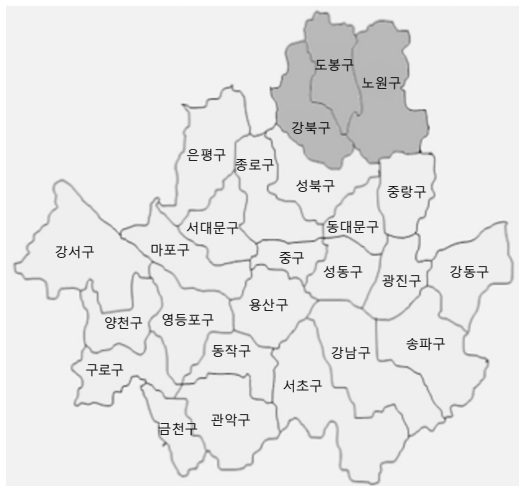 도봉구
노원구
강북구
은평구
종로구
성북구
중랑구
서대문구
동대문구
강서구
마포구
중구
성동구
광진구
강동구
용산구
양천구
영등포구
동작구
강남구
송파구
구로구
서초구
금천구
관악구